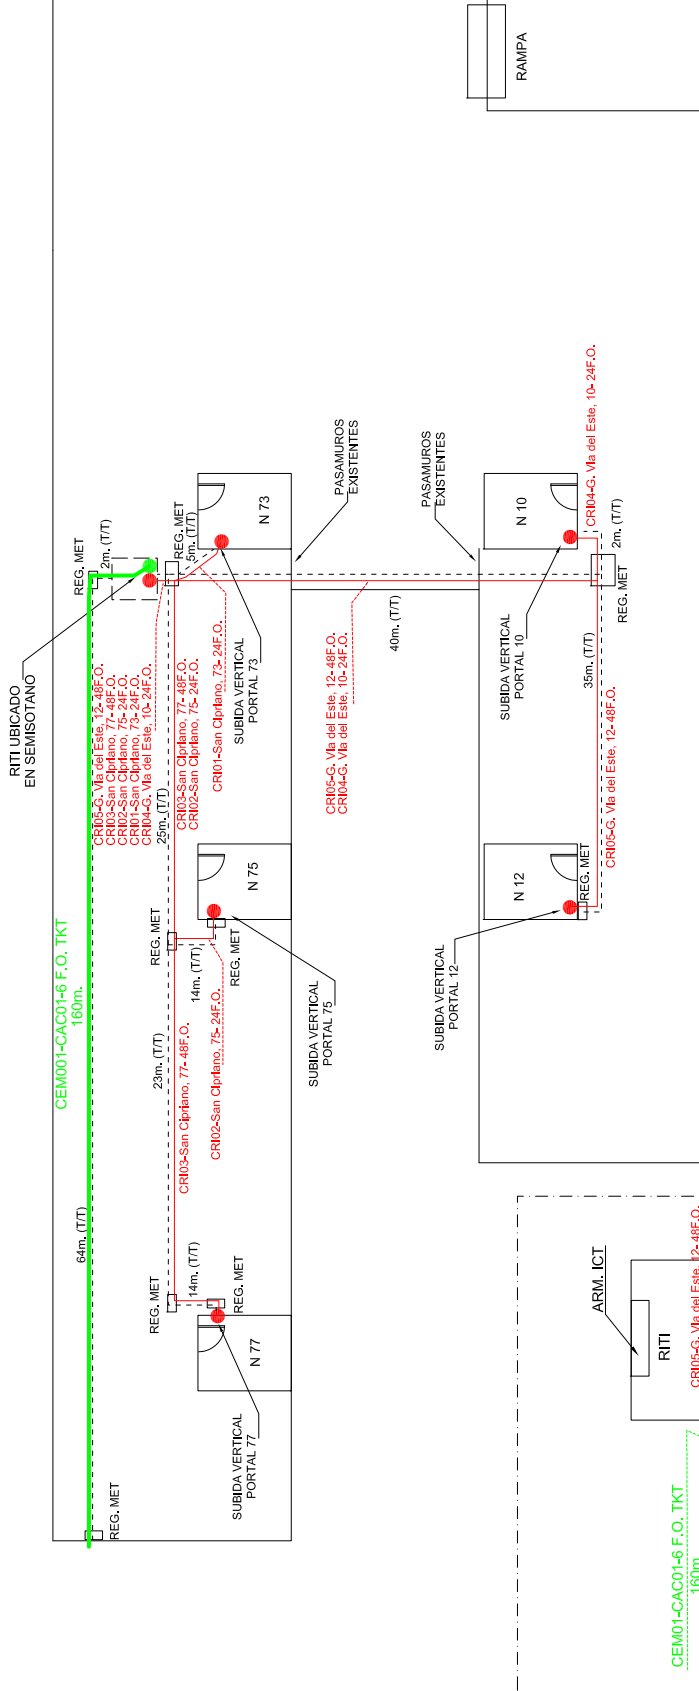 RAMPA
RITI UBICADO
EN SEMISOTANO
REG. MET
2m. (T/T)
CEM001-CAC01-6 F.O. TKT
160m.
64m. (T/T)
REG. MET
CRI05-G. Vía del Este, 12- 48F.O.
CRI03-San Cipriano, 77- 48F.O.
CRI02-San Cipriano, 75- 24F.O.
CRI01-San Cipriano, 73- 24F.O.
CRI04-G. Vía del Este, 10- 24F.O.
25m. (T/T)
REG. MET
5m. (T/T)
CRI03-San Cipriano, 77- 48F.O.
CRI02-San Cipriano, 75- 24F.O.
CRI01-San Cipriano, 73- 24F.O.
N 73
SUBIDA VERTICAL
PORTAL 73
PASAMUROS
EXISTENTES
40m. (T/T)
CRI05-G. Vía del Este, 12- 48F.O.
CRI04-G. Vía del Este, 10- 24F.O.
PASAMUROS
EXISTENTES
N 10
SUBIDA VERTICAL
PORTAL 10
CRI04-G. Vía del Este, 10- 24F.O.
2m. (T/T)
REG. MET
35m. (T/T)
CRI05-G. Vía del Este, 12- 48F.O.
N 12
REG. MET
SUBIDA VERTICAL
PORTAL 12
N 75
REG. MET
14m. (T/T)
REG. MET
SUBIDA VERTICAL
PORTAL 75
CRI02-San Cipriano, 75- 24F.O.
23m. (T/T)
CRI03-San Cipriano, 77- 48F.O.
REG. MET
14m. (T/T)
REG. MET
N 77
SUBIDA VERTICAL
PORTAL 77
ARM. ICT
RITI
CRI05-G. Vía del Este, 12- 48F.O.
CEM01-CAC01-6 F.O. TKT
160m